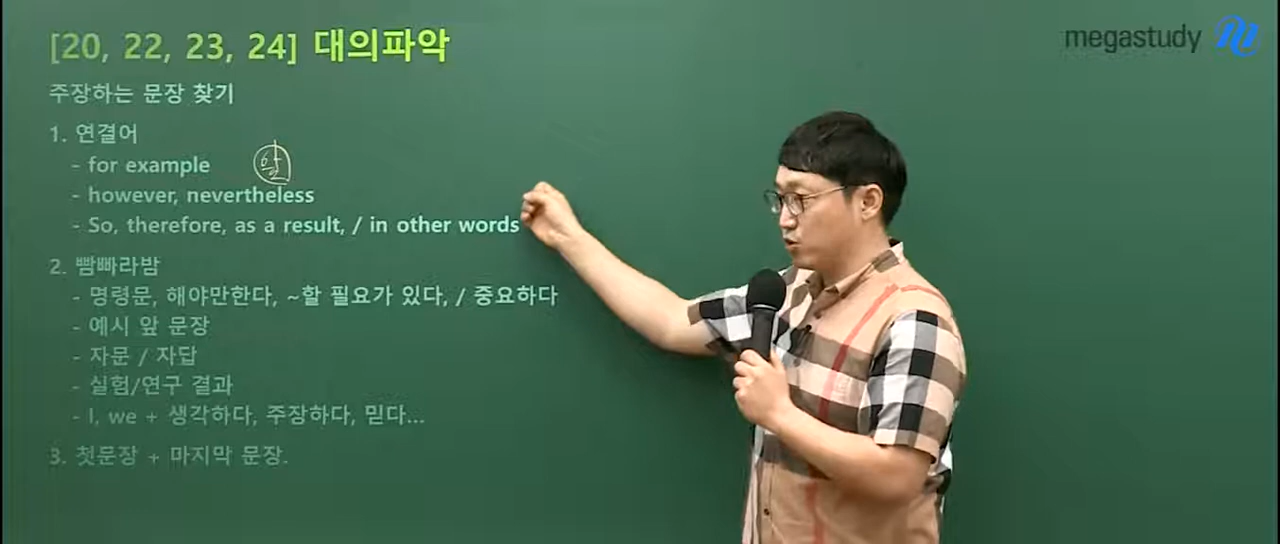 [20, 22, 23, 24] 대의파악
megastudy
주장하는 문장 찾기
1. 연결어
- for example 앞
- however, nevertheless
- So, therefore, as a result, / in other words
2. 빰빠라밤
- 명령문, 해야만한다, ~할 필요가 있다, / 중요하다
- 예시 앞 문장
- 자문 / 자답
- 실험/연구 결과
- I, we + 생각하다, 주장하다, 믿다...
3. 첫문장 + 마지막 문장.